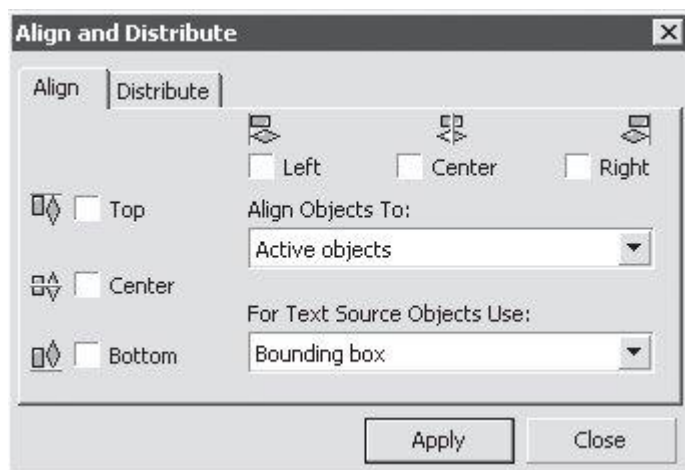 Align and Distribute
Align Distribute
Left Center Right
Top
Align Objects To:
Active objects
Center
For Text Source Objects Use:
Bottom
Bounding box
Apply Close